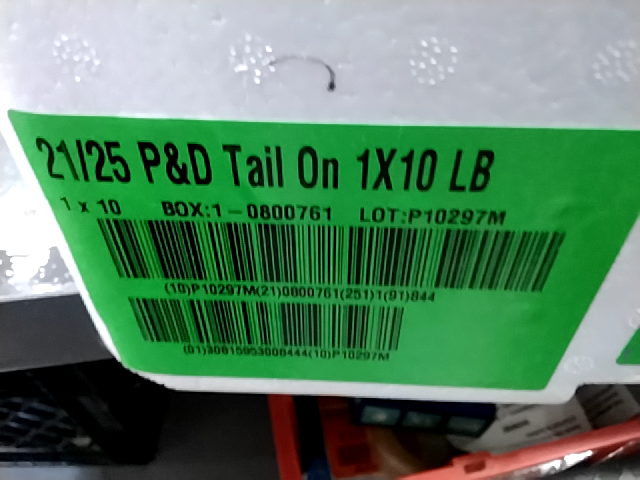 21/25 P&D Tail On 1X10 LB
1 x 10 BOX:1-0800761 LOT:P10297M
(10)P10297M(21)0800761(251)1(91)844
(01)30815953008444(10)P10297M